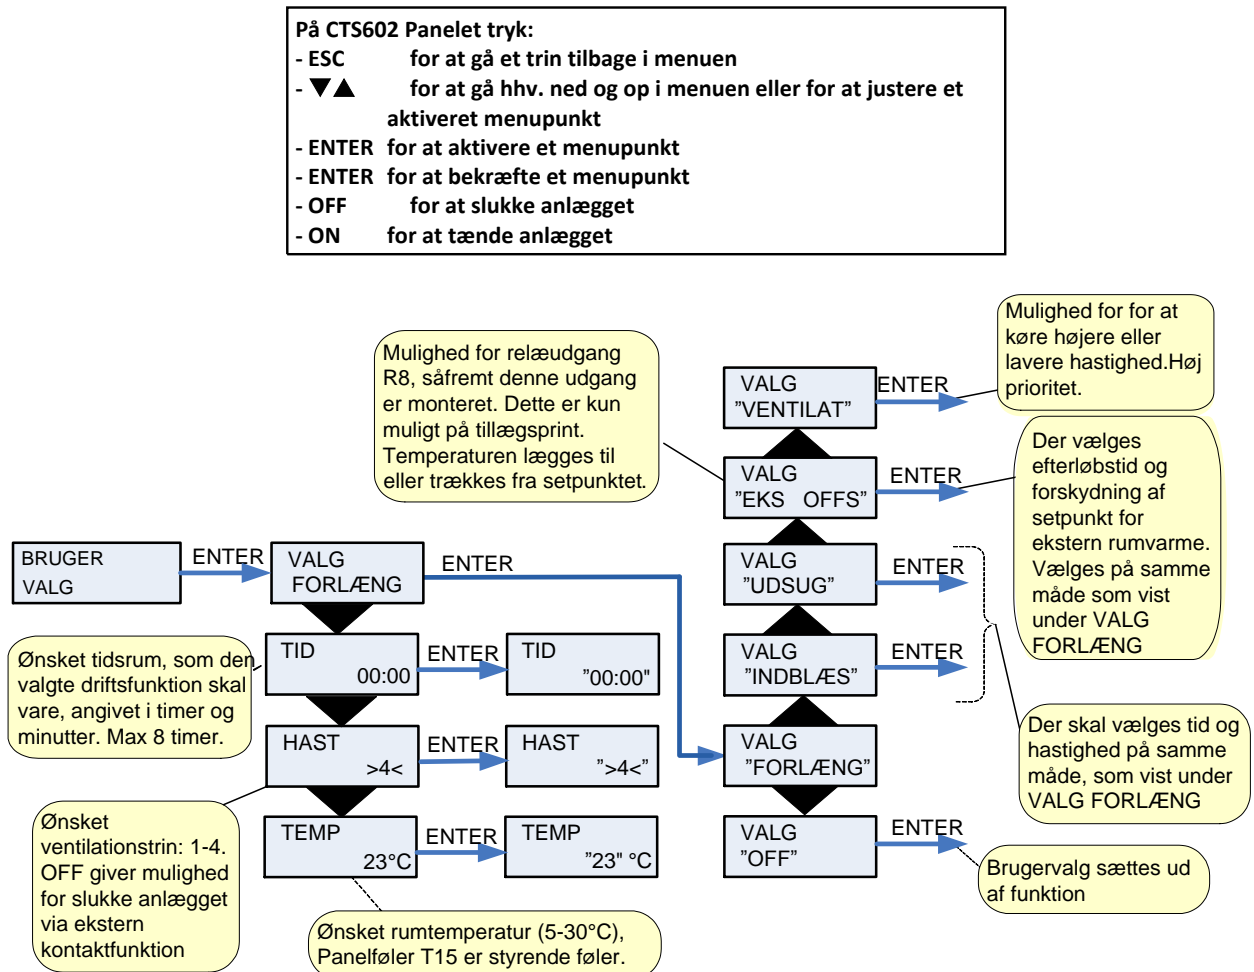 På CTS602 Panelet tryk:
- ESC for at gå et trin tilbage i menuen
- ▼▲ for at gå hhv. ned og op i menuen eller for at justere et
aktiveret menupunkt
- ENTER for at aktivere et menupunkt
- ENTER for at bekræfte et menupunkt
- OFF for at slukke anlægget
- ON for at tænde anlægget
Mulighed for for at
køre højere eller
lavere hastighed.Høj
prioritet.
Mulighed for relæudgang
R8, såfremt denne udgang
er monteret. Dette er kun
muligt på tillægsprint.
Temperaturen lægges til
eller trækkes fra setpunktet.
VALG
"VENTILAT"
ENTER
VALG
"EKS OFFS"
ENTER
Der vælges
efterløbstid og
forskydning af
setpunkt for
ekstern rumvarme.
Vælges på samme
måde som vist
under VALG
FORLÆNG
BRUGER
VALG
ENTER
VALG
FORLÆNG
ENTER
VALG
"UDSUG"
ENTER
Ønsket tidsrum, som den
valgte driftsfunktion skal
vare, angivet i timer og
minutter. Max 8 timer.
TID
00:00
ENTER
TID
"00:00"
VALG
"INDBLÆS"
ENTER
HAST
>4<
ENTER
HAST
">4<"
VALG
"FORLÆNG"
Der skal vælges tid og
hastighed på samme
måde, som vist under
VALG FORLÆNG
Ønsket
ventilationstrin: 1-4.
OFF giver mulighed
for slukke anlægget
via ekstern
kontaktfunktion
TEMP
23°C
ENTER
TEMP
"23" °C
VALG
"OFF"
ENTER
Brugervalg sættes ud
af funktion
Ønsket rumtemperatur (5-30°C),
Panelføler T15 er styrende føler.